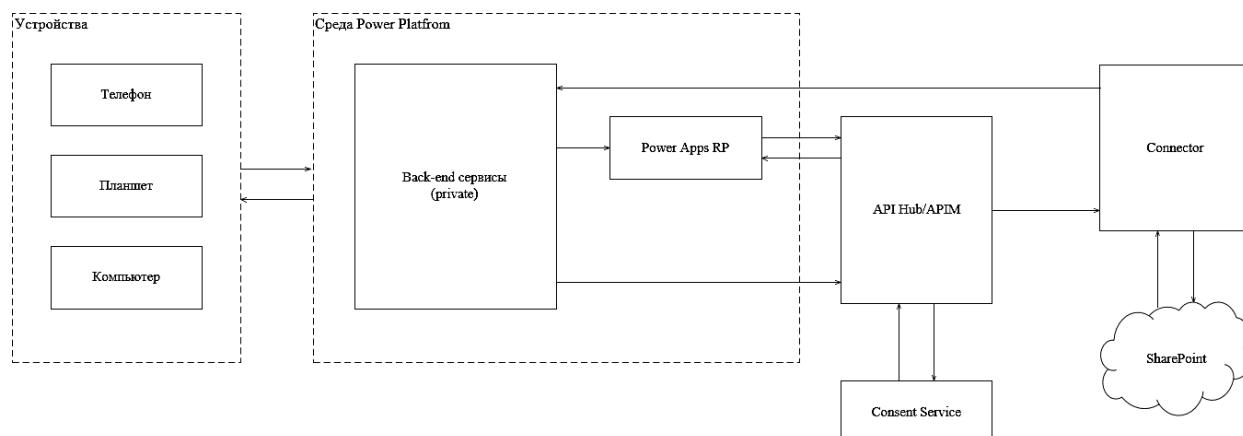 Устройства
Среда Power Platfrom
Телефон
Планшет
Компьютер
Back-end сервисы
(private)
Power Apps RP
API Hub/APIM
Connector
Consent Service
SharePoint